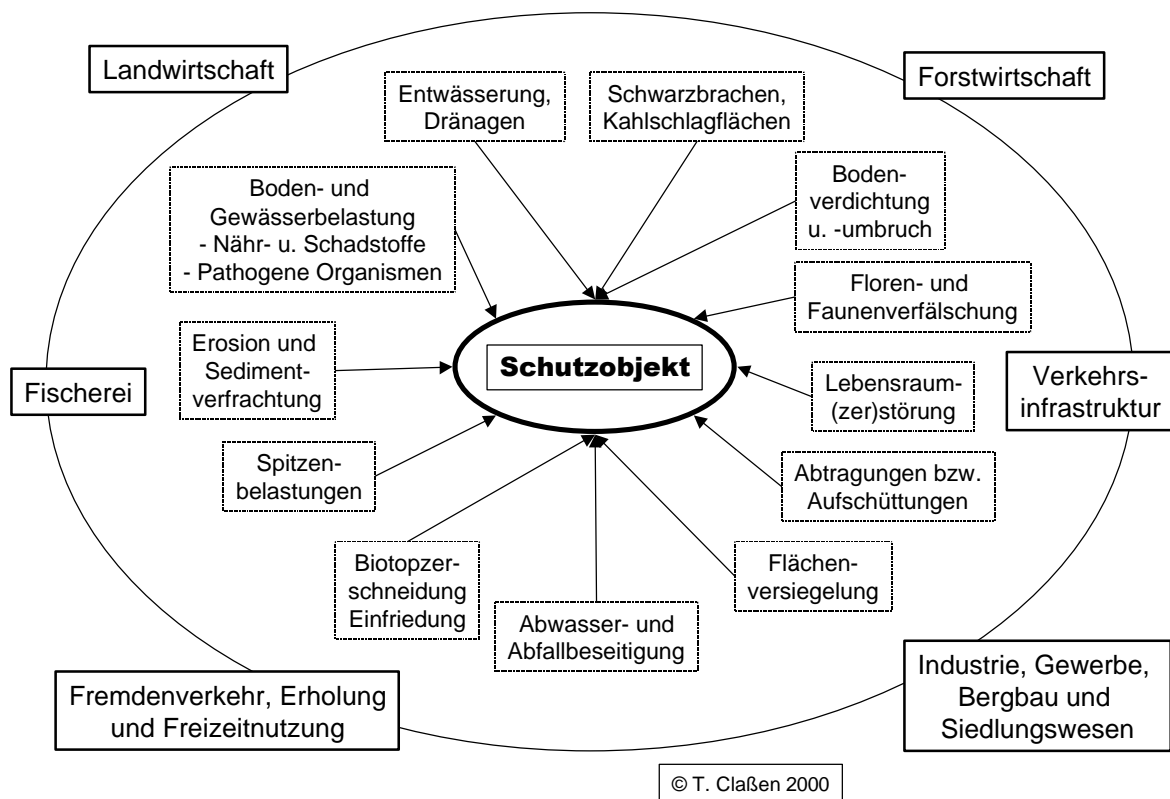 Landwirtschaft
Forstwirtschaft
Entwässerung,
Dränagen
Schwarzbrachen,
Kahlschlagflächen
Boden- und
Gewässerbelastung
- Nähr- u. Schadstoffe
- Pathogene Organismen
Boden-
verdichtung
u. -umbruch
Floren- und
Faunenverfälschung
Erosion und
Sediment-
verfrachtung
Schutzobjekt
Fischerei
Lebensraum-
(zer)störung
Verkehrs-
infrastruktur
Spitzen-
belastungen
Abtragungen bzw.
Aufschüttungen
Biotopzer-
schneidung
Einfriedung
Abwasser- und
Abfallbeseitigung
Flächen-
versiegelung
Fremdenverkehr, Erholung
und Freizeitnutzung
Industrie, Gewerbe,
Bergbau und
Siedlungswesen
© T. Claßen 2000